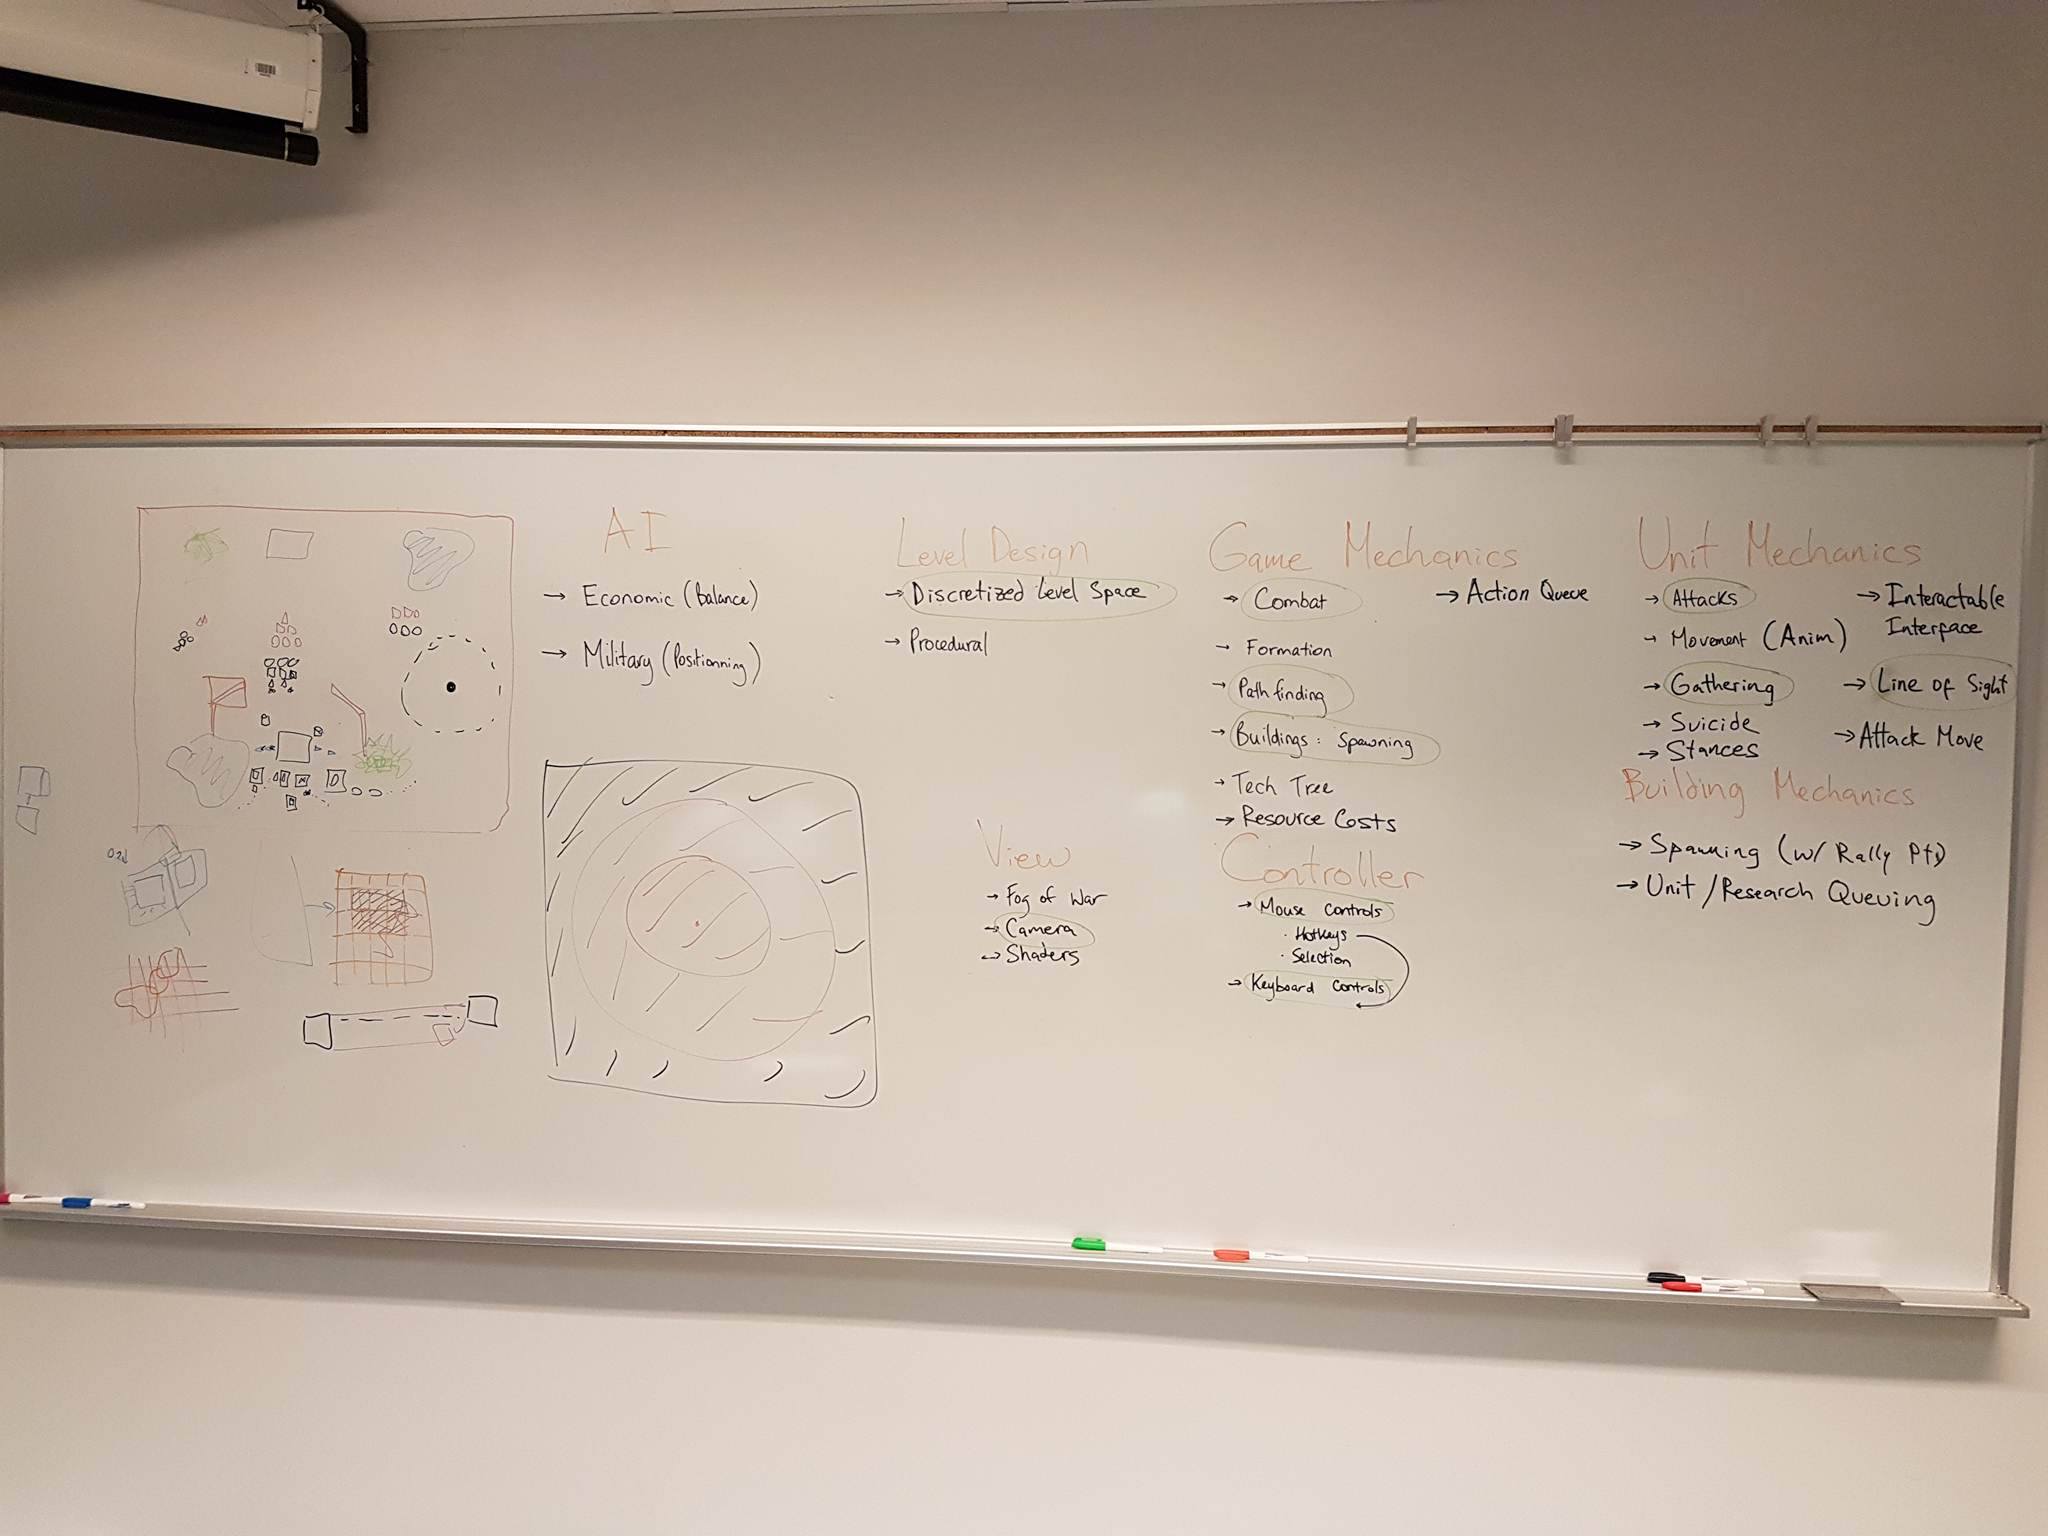 AI
→ Economic (Balance)
→ Military (Positionning)
Level Design
→ Discretized Level Space
→ Procedural
View
→ Fog of War
→ Camera
→ Shaders
Game Mechanics
→ Combat
→ Formation
→ Path finding
→ Buildings: Spawning
→ Tech Tree
→ Resource Costs
→ Action Queue
Controller
→ Mouse Controls
· Hotkeys
· Selection
→ Keyboard Controls
Unit Mechanics
→ Attacks
→ Movement (Anim)
→ Gathering
→ Suicide
→ Stances
→ Interactable
Interface
→ Line of Sight
→ Attack Move
Building Mechanics
→ Spawning (w/ Rally Pts)
→ Unit / Research Queuing